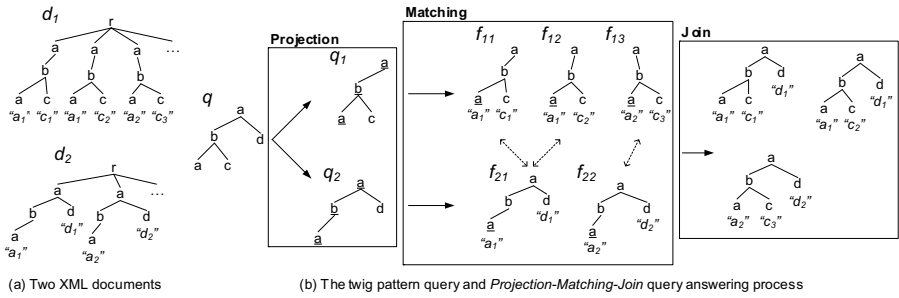 d1
r
a a a ...
b b b
a c a c a c
"a1" "c1" "a1" "c2" "a2" "c3"
d2
r
a a ...
b d b d
a "d1" a "d2"
"a1" "a2"
(a) Two XML documents
q
a
b d
a c
Projection
q1
a
b
a c
q2
a
b d
a
Matching
f11 f12 f13
a a a
b b b
a c a c a c
"a1" "c1" "a1" "c2" "a2" "c3"
f21 f22
a a
b d b d
a "d1" a "d2"
"a1" "a2"
Join
a
b d
a c "d1"
"a1" "c1"
a
b d
a c "d1"
"a1" "c2"
a
b d
a c "d2"
"a2" "c3"
(b) The twig pattern query and Projection-Matching-Join query answering process